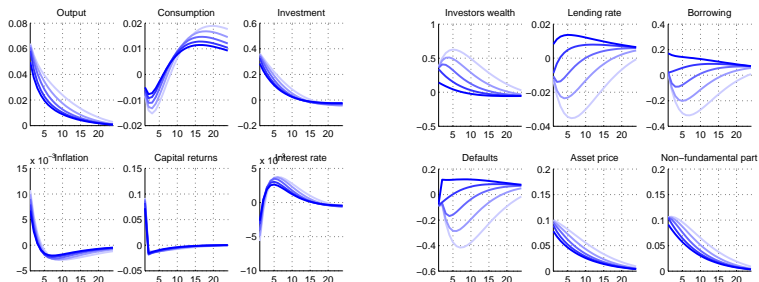 Output
0.08
0.06
0.04
0.02
0
5 10 15 20
Consumption
0.02
0.01
0
−0.01
−0.02
5 10 15 20
Investment
0.6
0.4
0.2
0
−0.2
5 10 15 20
Investors wealth
1
0.5
0
−0.5
5 10 15 20
Lending rate
0.02
0
−0.02
−0.04
5 10 15 20
Borrowing
0.4
0.2
0
−0.2
−0.4
5 10 15 20
x 10⁻³ Inflation
15
10
5
0
−5
5 10 15 20
Capital returns
0.15
0.1
0.05
0
−0.05
5 10 15 20
x 10⁻³ Interest rate
5
0
−5
−10
5 10 15 20
Defaults
0.2
0
−0.2
−0.4
−0.6
5 10 15 20
Asset price
0.2
0.15
0.1
0.05
0
5 10 15 20
Non−fundamental part
0.2
0.15
0.1
0.05
0
5 10 15 20